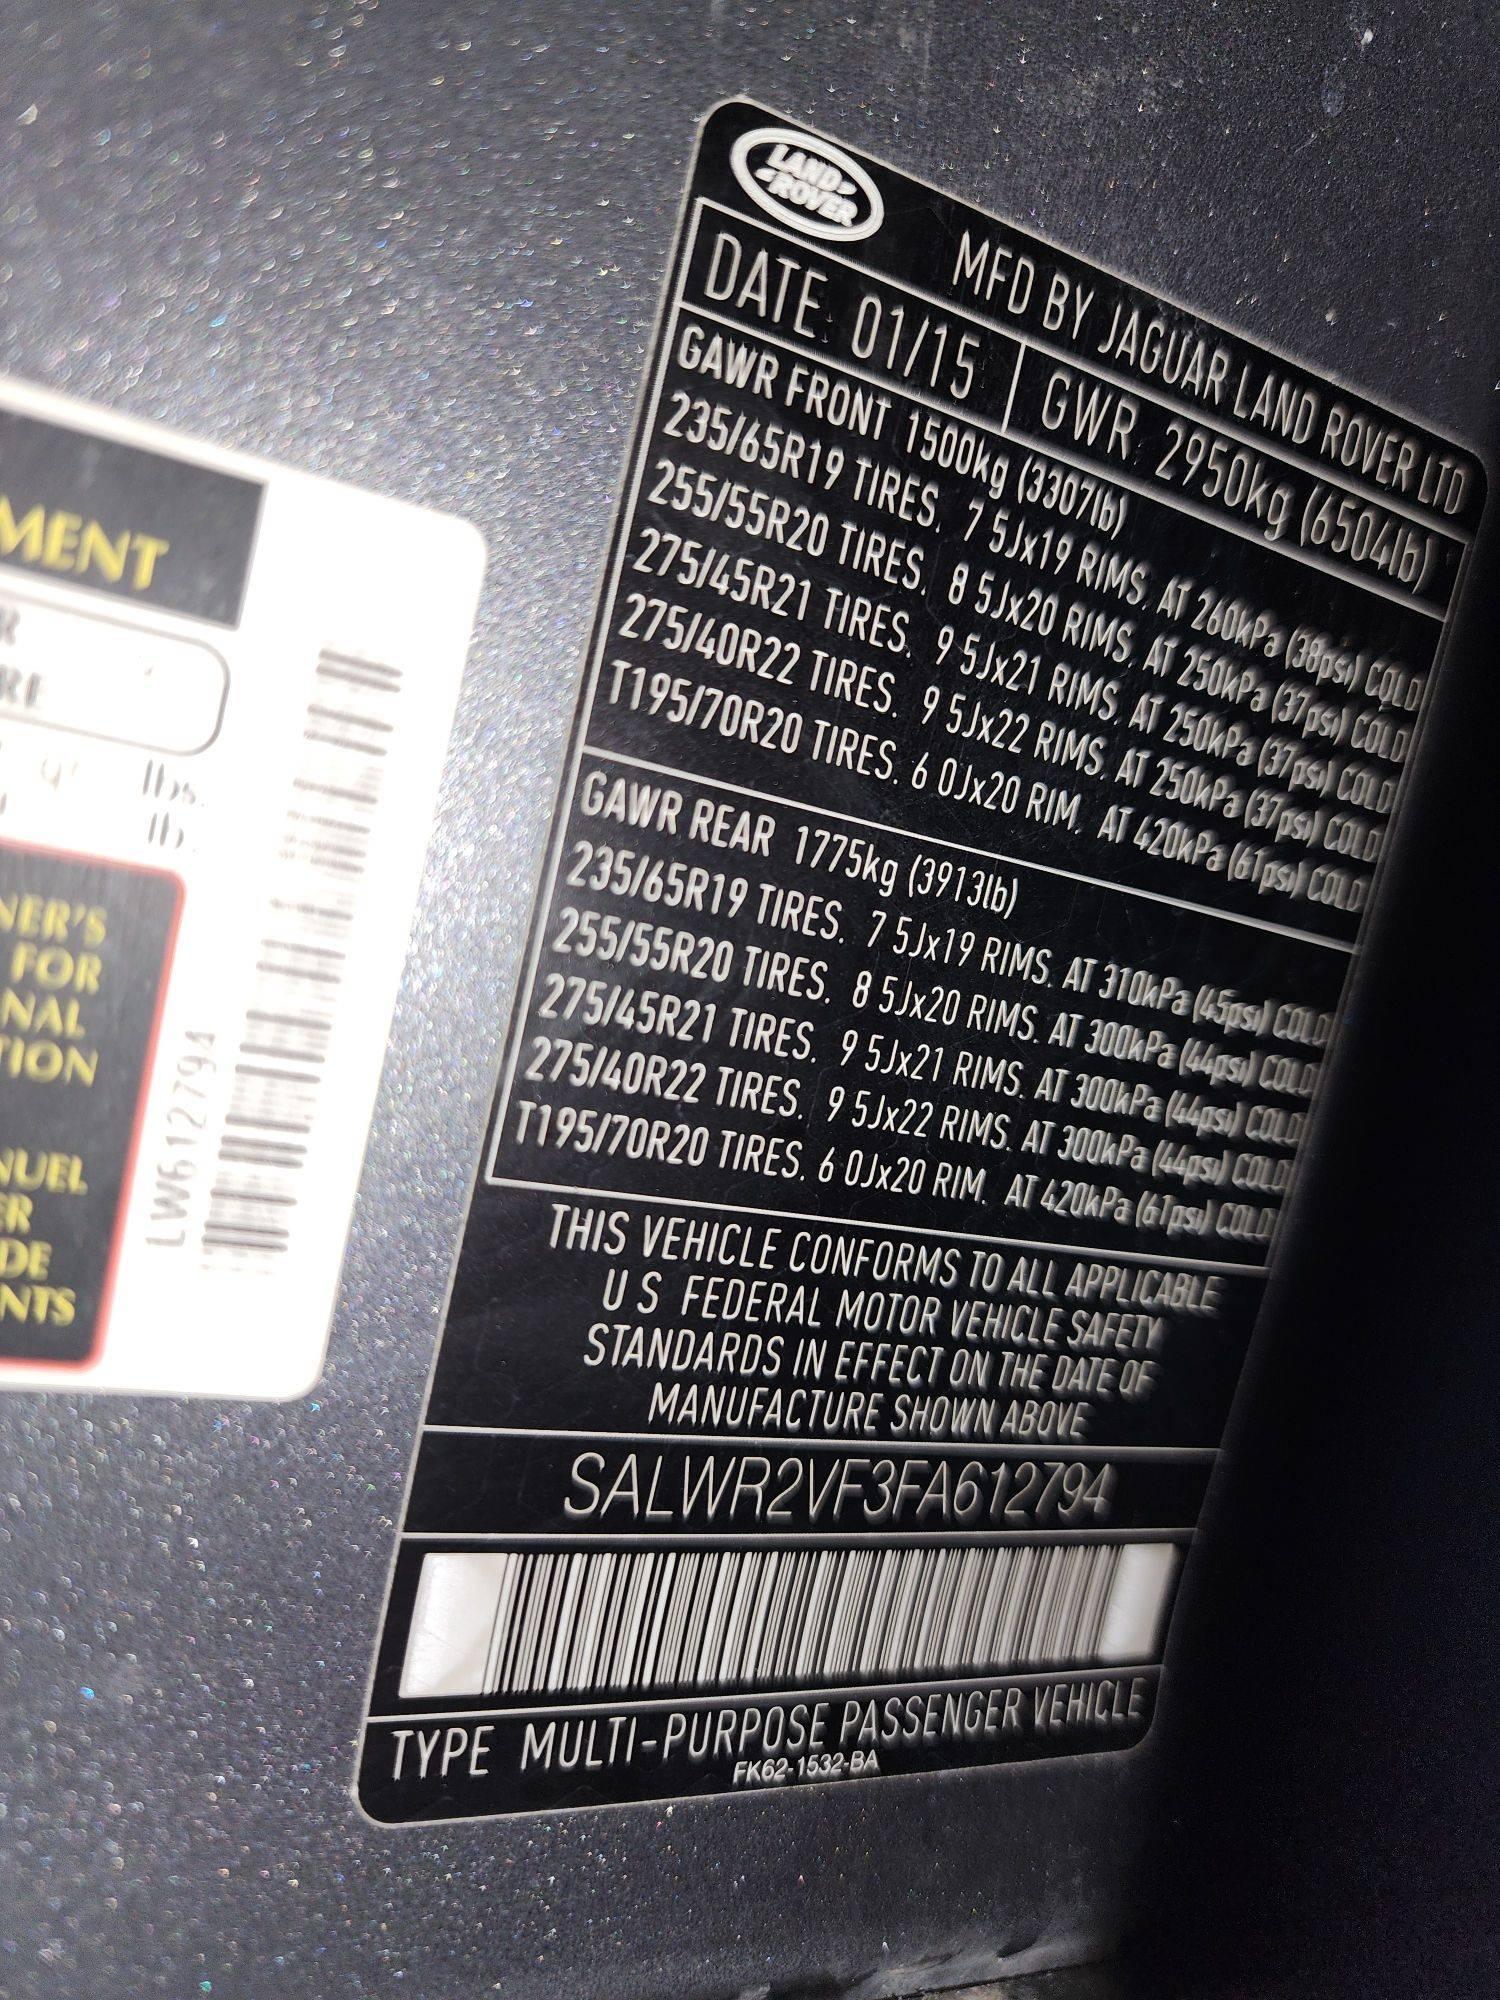 LAND-
-ROVER
MFD BY JAGUAR LAND ROVER LTD
DATE: 01/15
GWR: 2950kg (6504lb)
GAWR FRONT 1500kg (3307lb)
235/65R19 TIRES. 7 5Jx19 RIMS. AT 260kPa (38psi) COLD
255/55R20 TIRES. 8 5Jx20 RIMS. AT 250kPa (37psi) COLD
275/45R21 TIRES. 9 5Jx21 RIMS. AT 250kPa (37psi) COLD
275/40R22 TIRES. 9 5Jx22 RIMS. AT 250kPa (37psi) COLD
T195/70R20 TIRES. 6 0Jx20 RIM. AT 420kPa (61psi) COLD
GAWR REAR 1775kg (3913lb)
235/65R19 TIRES. 7 5Jx19 RIMS. AT 310kPa (45psi) COLD
255/55R20 TIRES. 8 5Jx20 RIMS. AT 300kPa (44psi) COLD
275/45R21 TIRES. 9 5Jx21 RIMS. AT 300kPa (44psi) COLD
275/40R22 TIRES. 9 5Jx22 RIMS. AT 300kPa (44psi) COLD
T195/70R20 TIRES. 6 0Jx20 RIM. AT 420kPa (61psi) COLD
THIS VEHICLE CONFORMS TO ALL APPLICABLE
U S FEDERAL MOTOR VEHICLE SAFETY
STANDARDS IN EFFECT ON THE DATE OF
MANUFACTURE SHOWN ABOVE
SALWR2VF3FA612794
TYPE MULTI-PURPOSE PASSENGER VEHICLE
FK62-1532-BA
MENT
R
RE
lbs.
lb.
NER'S
FOR
NAL
TION
NUEL
ER
DE
NTS
LW612794